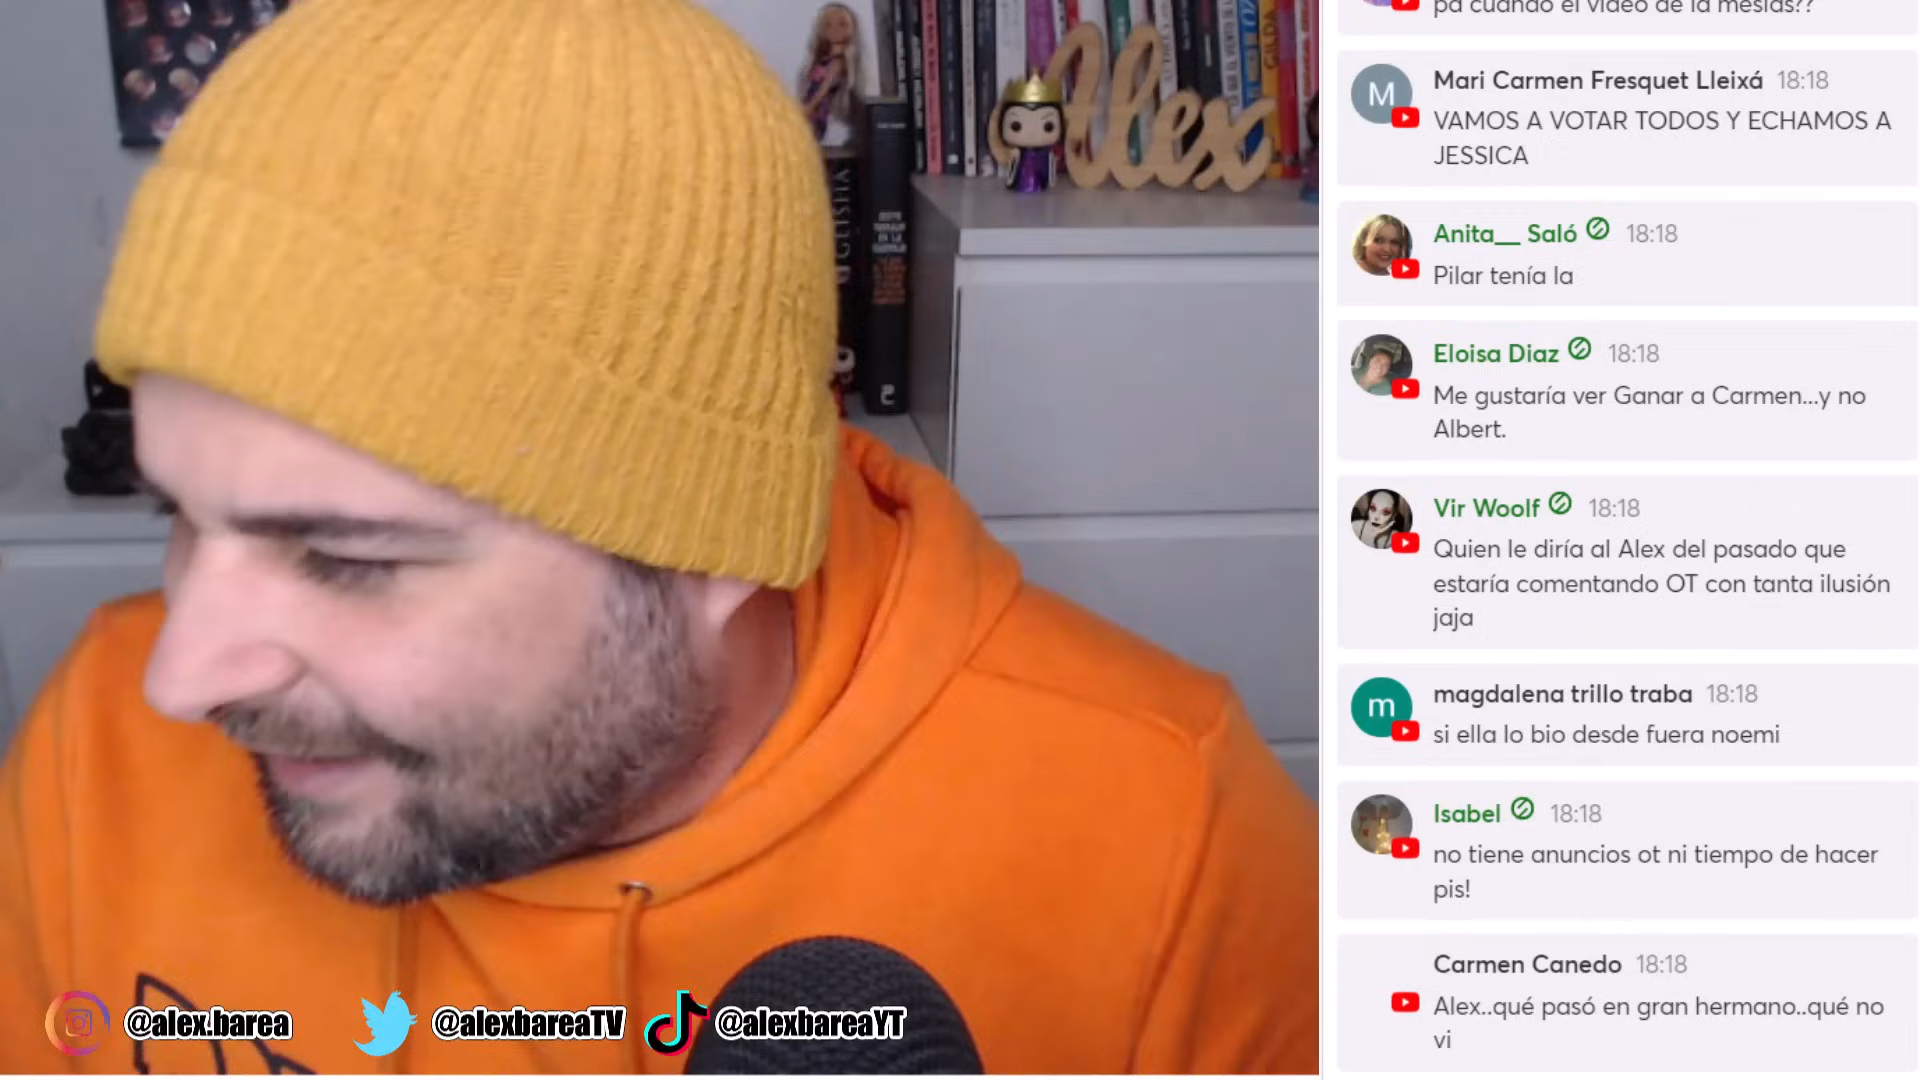 pa cuando el video de la mesias??
Mari Carmen Fresquet Lleixá 18:18
VAMOS A VOTAR TODOS Y ECHAMOS A
JESSICA
Anita__ Saló 18:18
Pilar tenía la
Eloisa Diaz 18:18
Me gustaría ver Ganar a Carmen...y no
Albert.
Vir Woolf 18:18
Quien le diría al Alex del pasado que
estaría comentando OT con tanta ilusión
jaja
m
magdalena trillo traba 18:18
si ella lo bio desde fuera noemi
Isabel 18:18
no tiene anuncios ot ni tiempo de hacer
pis!
Carmen Canedo 18:18
Alex..qué pasó en gran hermano..qué no
vi
M
Alex
GILDA
GEISHA
@alex.barea
@alexbareaTV
@alexbareaYT